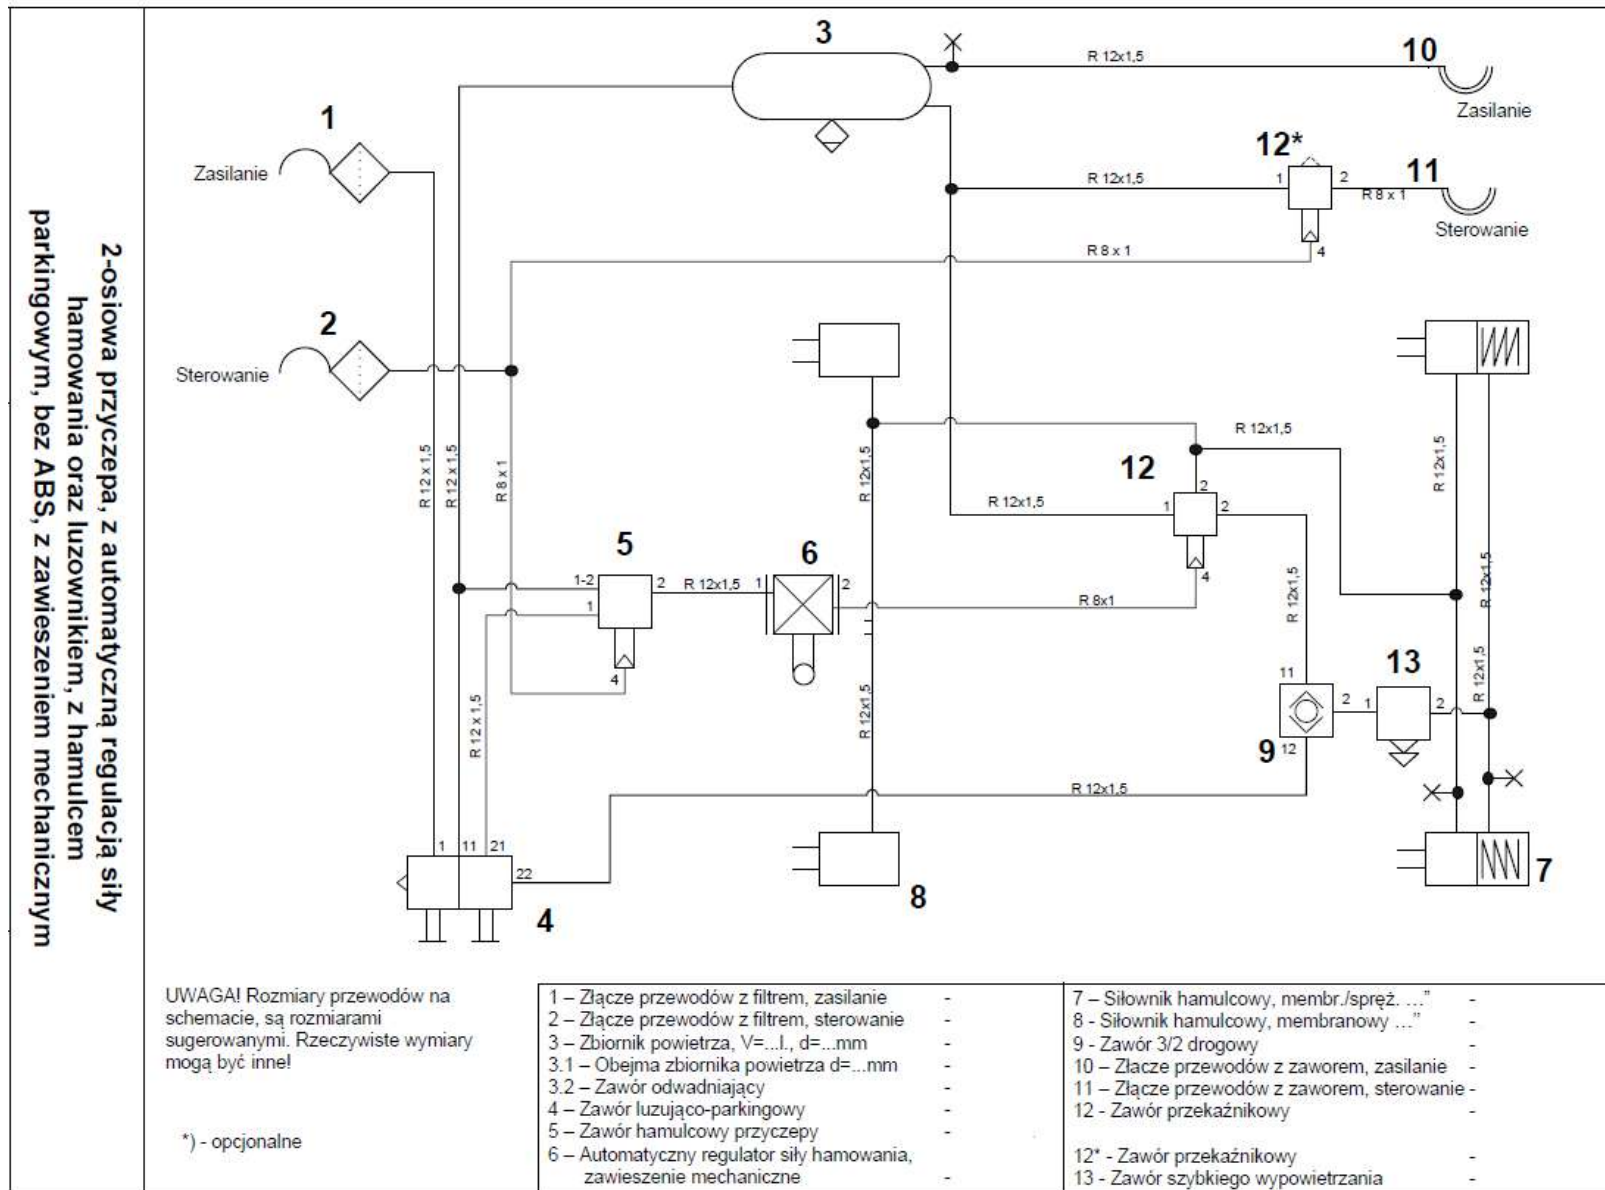 2-osiowa przyczepa, z automatyczną regulacją siły
hamowania oraz luzownikiem, z hamulcem
parkingowym, bez ABS, z zawieszeniem mechanicznym
3
R 12x1,5
10
Zasilanie
1
Zasilanie
12*
R 12x1,5
1
2
11
R 8 x 1
Sterowanie
R 8 x 1
4
2
Sterowanie
R 12 x 1,5
R 12 x 1,5
R 8 x 1
R 12x1,5
R 12x1,5
R 12x1,5
12
2
R 12x1,5
1
2
4
5
1-2
2
R 12x1,5
1
6
1
2
R 8x1
4
R 12x1,5
R 12x1,5
R 12 x 1,5
R 12x1,5
11
13
2
1
2
R 12x1,5
9
12
R 12x1,5
1
11
21
22
4
8
7
UWAGA! Rozmiary przewodów na
schemacie, są rozmiarami
sugerowanymi. Rzeczywiste wymiary
mogą być inne!
*) - opcjonalne
1 – Złącze przewodów z filtrem, zasilanie -
2 – Złącze przewodów z filtrem, sterowanie -
3 – Zbiornik powietrza, V=...l., d=...mm -
3.1 – Obejma zbiornika powietrza d=...mm -
3.2 – Zawór odwadniający -
4 – Zawór luzująco-parkingowy -
5 – Zawór hamulcowy przyczepy -
6 – Automatyczny regulator siły hamowania,
zawieszenie mechaniczne -
7 – Siłownik hamulcowy, membr./spręż. …” -
8 - Siłownik hamulcowy, membranowy …” -
9 - Zawór 3/2 drogowy -
10 – Złacze przewodów z zaworem, zasilanie -
11 – Złącze przewodów z zaworem, sterowanie -
12 - Zawór przekaźnikowy -
12* - Zawór przekaźnikowy -
13 - Zawór szybkiego wypowietrzania -